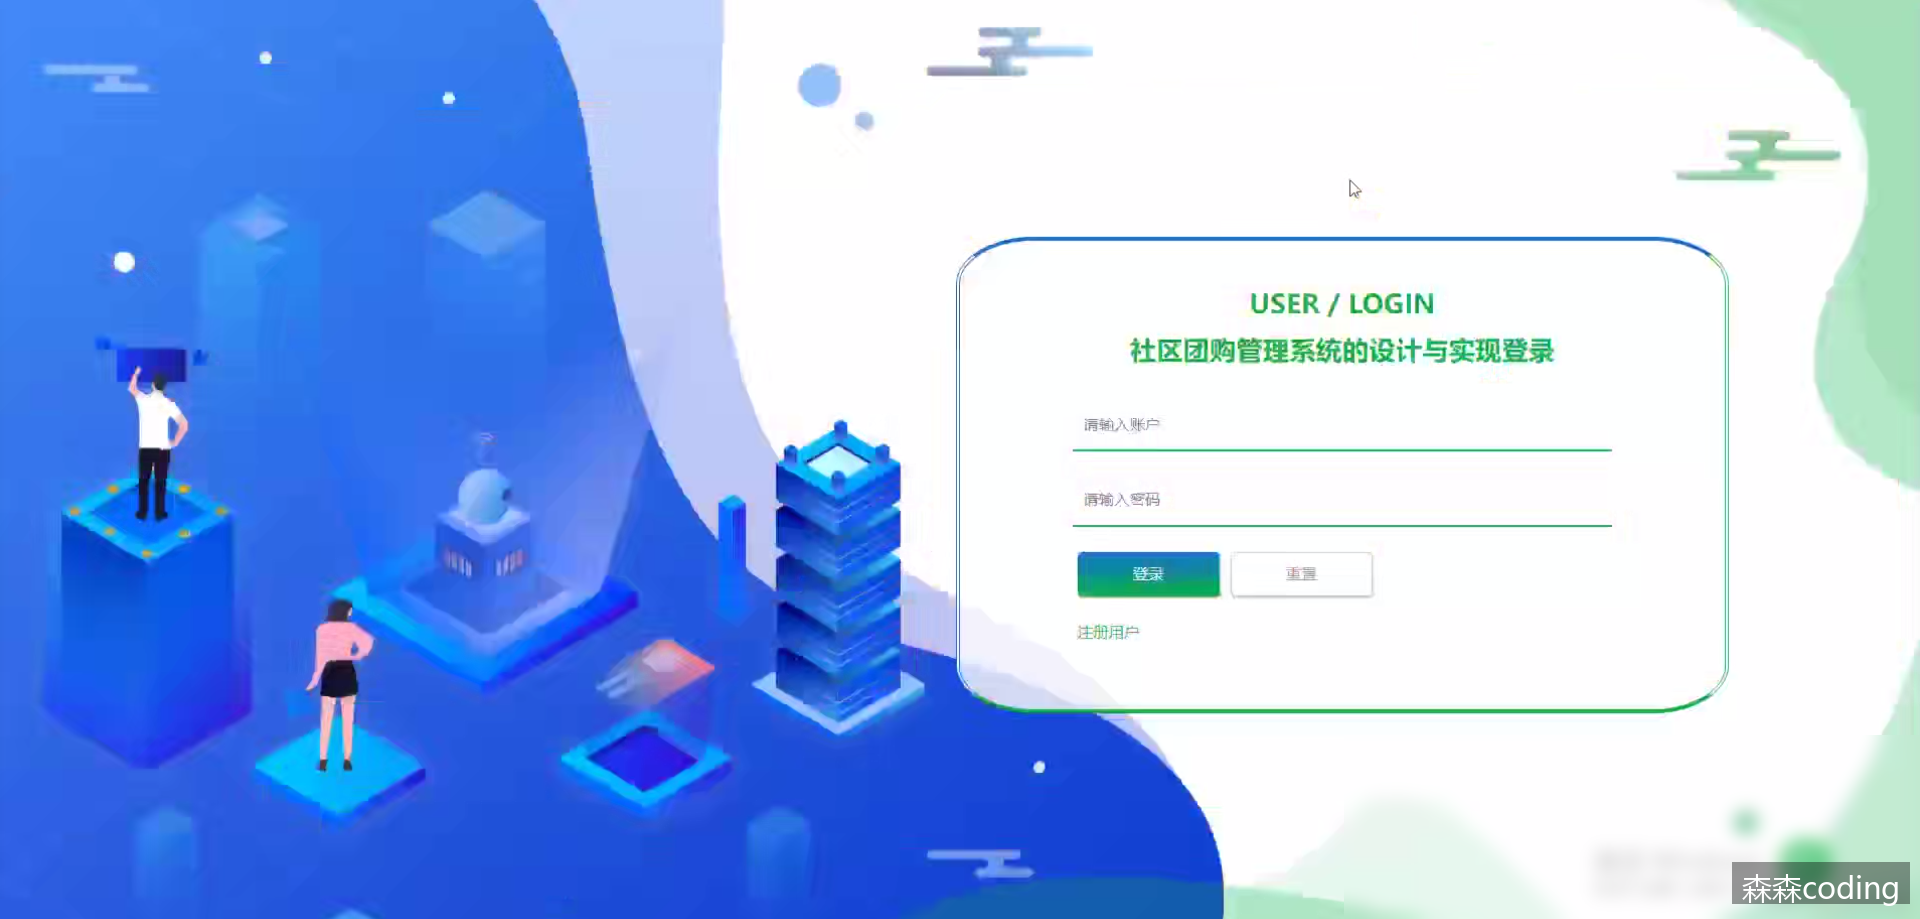 USER / LOGIN
社区团购管理系统的设计与实现登录
请输入账户
请输入密码
登录
重置
注册用户
森森coding